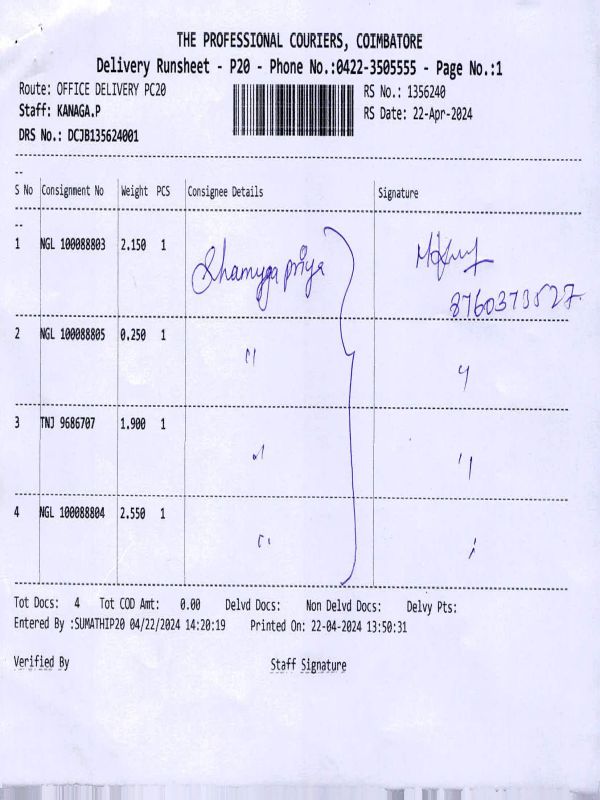 THE PROFESSIONAL COURIERS, COIMBATORE
Delivery Runsheet - P20 - Phone No.:0422-3505555 - Page No.:1
Route: OFFICE DELIVERY PC20 RS No.: 1356240
Staff: KANAGA.P RS Date: 22-Apr-2024
DRS No.: DCJB135624001
S No Consignment No Weight PCS Consignee Details Signature
1 NGL 100088803 2.150 1 Shamyga priya
8760373527
2 NGL 100088805 0.250 1 "
3 TNJ 9686707 1.900 1 "
4 NGL 100088804 2.550 1 "
Tot Docs: 4 Tot COD Amt: 0.00 Delvd Docs: Non Delvd Docs: Delvy Pts:
Entered By :SUMATHIP20 04/22/2024 14:20:19 Printed On: 22-04-2024 13:50:31
Verified By Staff Signature